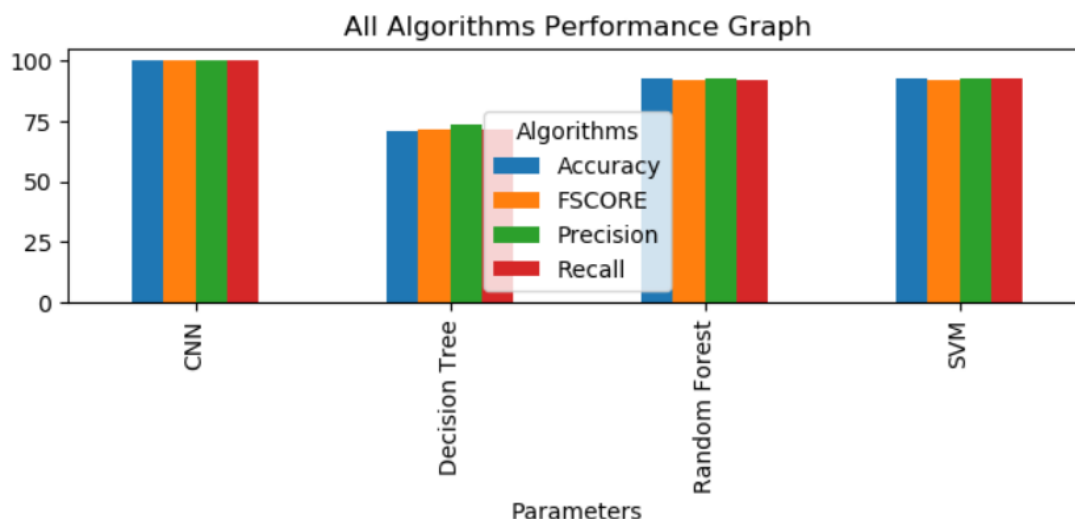 All Algorithms Performance Graph
100
75
50
25
0
Algorithms
Accuracy
FSCORE
Precision
Recall
CNN
Decision Tree
Random Forest
SVM
Parameters